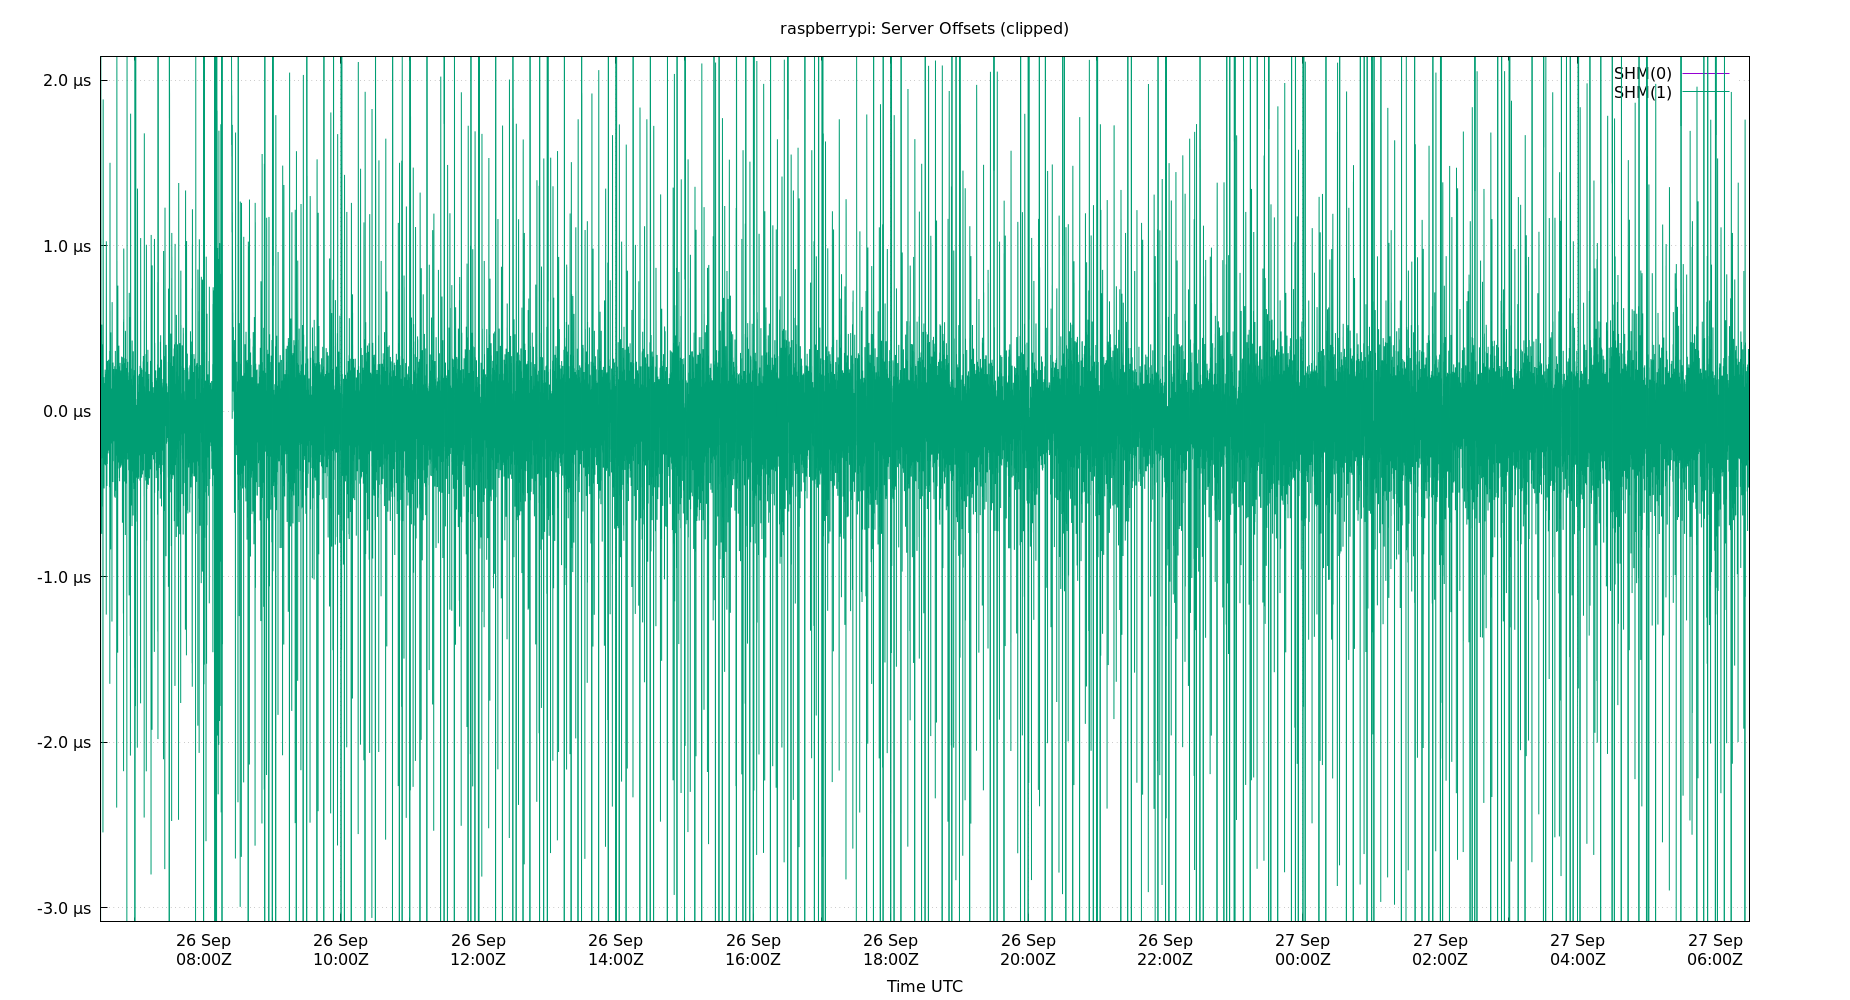 raspberrypi: Server Offsets (clipped)
SHM(0)
SHM(1)
2.0 µs
1.0 µs
0.0 µs
-1.0 µs
-2.0 µs
-3.0 µs
26 Sep 26 Sep 26 Sep 26 Sep 26 Sep 26 Sep 26 Sep 26 Sep 27 Sep 27 Sep 27 Sep 27 Sep
08:00Z 10:00Z 12:00Z 14:00Z 16:00Z 18:00Z 20:00Z 22:00Z 00:00Z 02:00Z 04:00Z 06:00Z
Time UTC